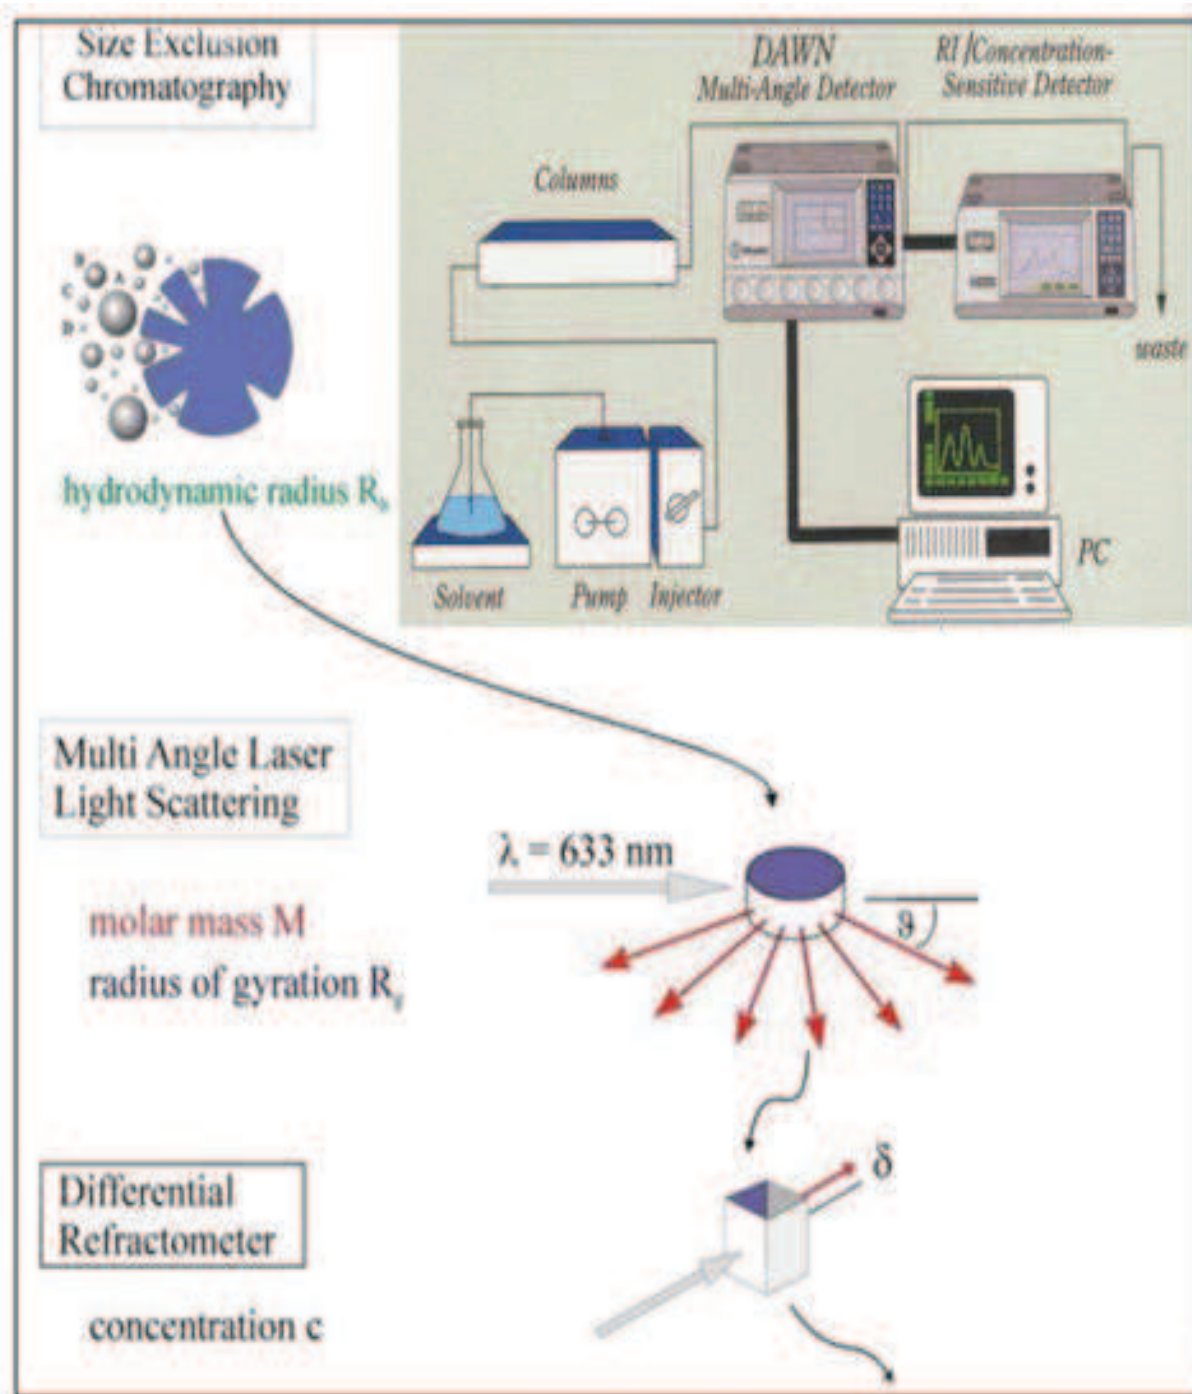 Size Exclusion
Chromatography
DAWN
Multi-Angle Detector
RI/Concentration-
Sensitive Detector
Columns
waste
B
A
C
D
hydrodynamic radius Rh
Solvent
Pump
Injector
PC
Multi Angle Laser
Light Scattering
λ = 633 nm
molar mass M
radius of gyration Rg
ϑ
Differential
Refractometer
δ
concentration c